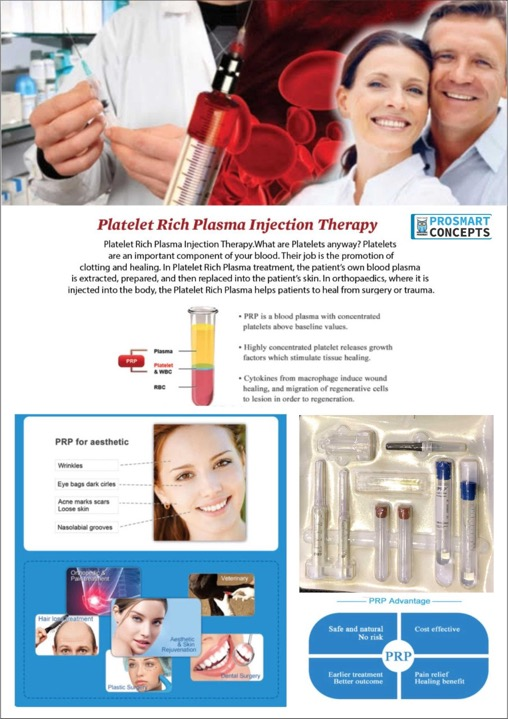 Platelet Rich Plasma Injection Therapy
PROSMART
CONCEPTS
Platelet Rich Plasma Injection Therapy.What are Platelets anyway? Platelets
are an important component of your blood. Their job is the promotion of
clotting and healing. In Platelet Rich Plasma treatment, the patient's own blood plasma
is extracted, prepared, and then replaced into the patient's skin. In orthopaedics, where it is
injected into the body, the Platelet Rich Plasma helps patients to heal from surgery or trauma.
PRP
Plasma
Platelet
& WBC
RBC
• PRP is a blood plasma with concentrated
platelets above baseline values.
• Highly concentrated platelet releases growth
factors which stimulate tissue healing.
• Cytokines from macrophage induce wound
healing, and migration of regenerative cells
to lesion in order to regeneration.
PRP for aesthetic
Wrinkles
Eye bags dark cirles
Acne marks scars
Loose skin
Nasolabial grooves
Orthopedic &
Pain treatment
Veterinary
Hair loss Treatment
Aesthetic
& Skin
Rejuvenation
Plastic Surgery
Dental Surgery
PRP Advantage
Safe and natural
No risk
Cost effective
PRP
Earlier treatment
Better outcome
Pain relief
Healing benefit